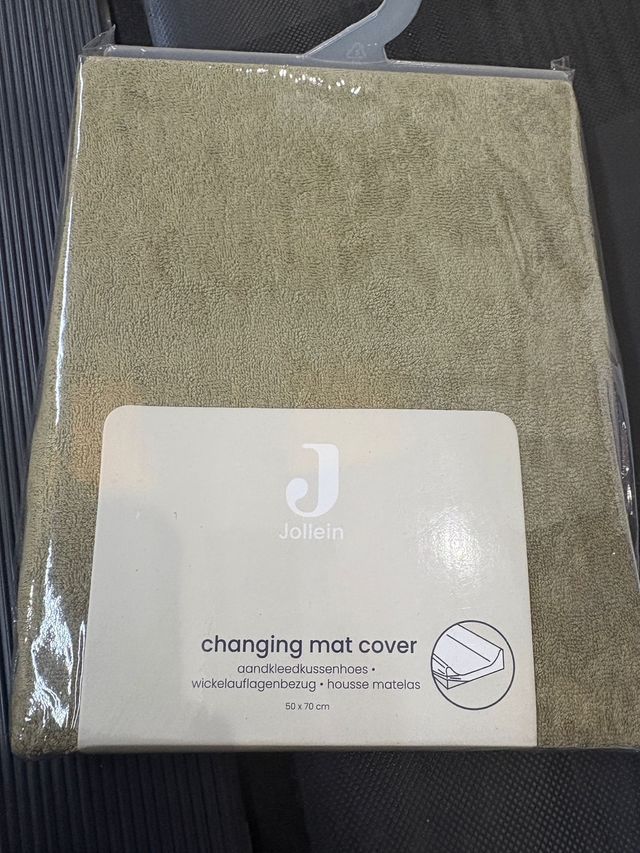 J
Jollein
changing mat cover
aandkleedkussenhoes •
wickelauflagenbezug • housse matelas
50 x 70 cm